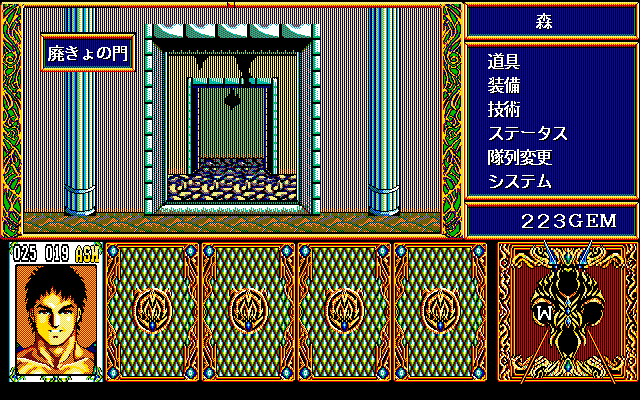 廃きょの門
森
道具
装備
技術
ステータス
隊列変更
システム
223GEM
025 019 ASH
W